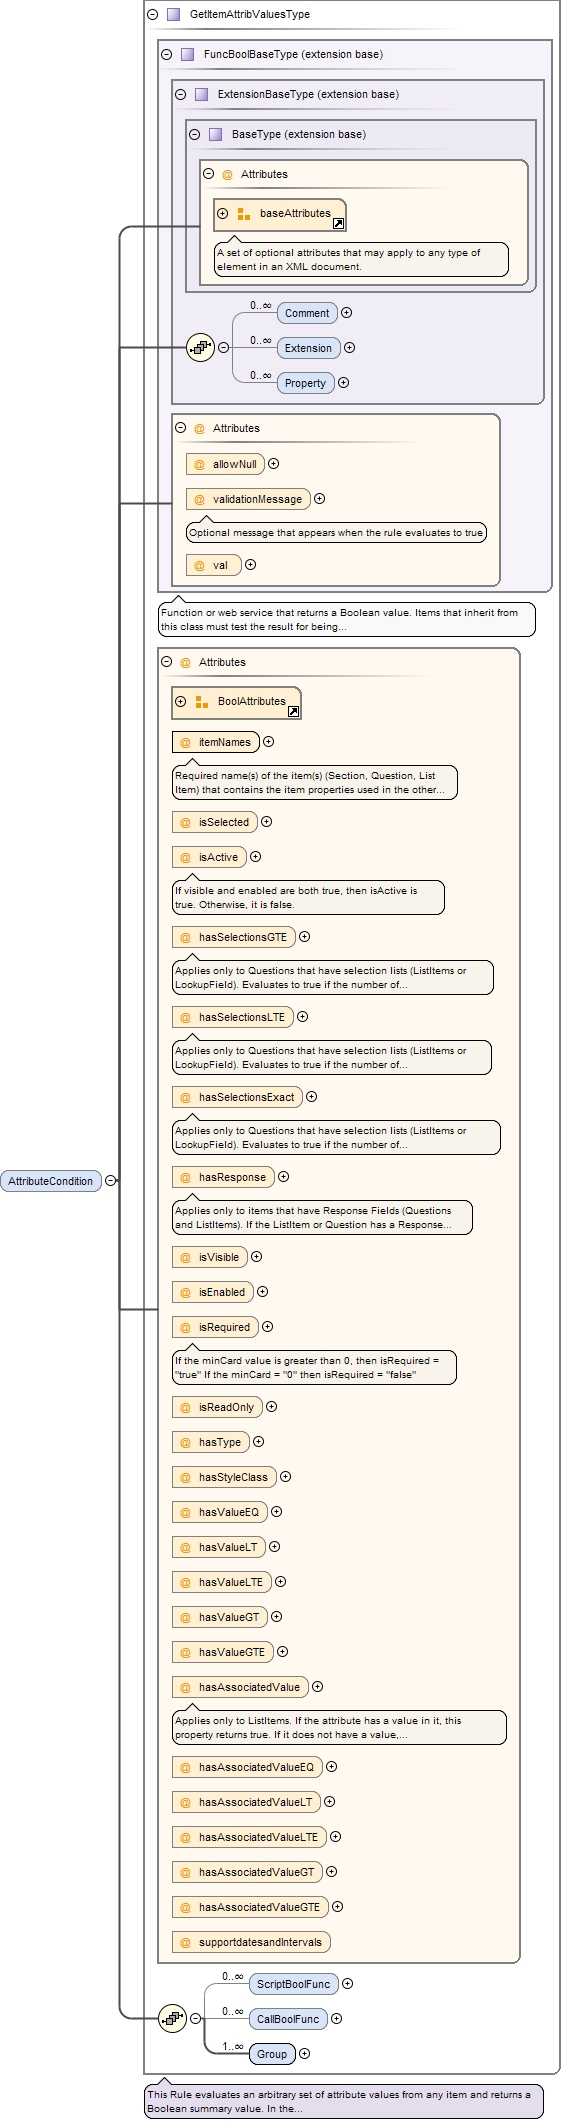 GetItemAttribValuesType
FuncBoolBaseType (extension base)
ExtensionBaseType (extension base)
BaseType (extension base)
@ Attributes
baseAttributes
A set of optional attributes that may apply to any type of
element in an XML document.
0..∞
Comment
0..∞
Extension
0..∞
Property
@ Attributes
@ allowNull
@ validationMessage
Optional message that appears when the rule evaluates to true
@ val
Function or web service that returns a Boolean value. Items that inherit from
this class must test the result for being...
@ Attributes
BoolAttributes
@ itemNames
Required name(s) of the item(s) (Section, Question, List
Item) that contains the item properties used in the other...
@ isSelected
@ isActive
If visible and enabled are both true, then isActive is
true. Otherwise, it is false.
@ hasSelectionsGTE
Applies only to Questions that have selection lists (ListItems or
LookupField). Evaluates to true if the number of...
@ hasSelectionsLTE
Applies only to Questions that have selection lists (ListItems or
LookupField). Evaluates to true if the number of...
@ hasSelectionsExact
Applies only to Questions that have selection lists (ListItems or
LookupField). Evaluates to true if the number of...
AttributeCondition
@ hasResponse
Applies only to items that have Response Fields (Questions
and ListItems). If the ListItem or Question has a Response...
@ isVisible
@ isEnabled
@ isRequired
If the minCard value is greater than 0, then isRequired =
"true" If the minCard = "0" then isRequired = "false"
@ isReadOnly
@ hasType
@ hasStyleClass
@ hasValueEQ
@ hasValueLT
@ hasValueLTE
@ hasValueGT
@ hasValueGTE
@ hasAssociatedValue
Applies only to ListItems. If the attribute has a value in it, this
property returns true. If it does not have a value,...
@ hasAssociatedValueEQ
@ hasAssociatedValueLT
@ hasAssociatedValueLTE
@ hasAssociatedValueGT
@ hasAssociatedValueGTE
@ supportdatesandIntervals
0..∞
ScriptBoolFunc
0..∞
CallBoolFunc
1..∞
Group
This Rule evaluates an arbitrary set of attribute values from any item and returns a
Boolean summary value. In the...